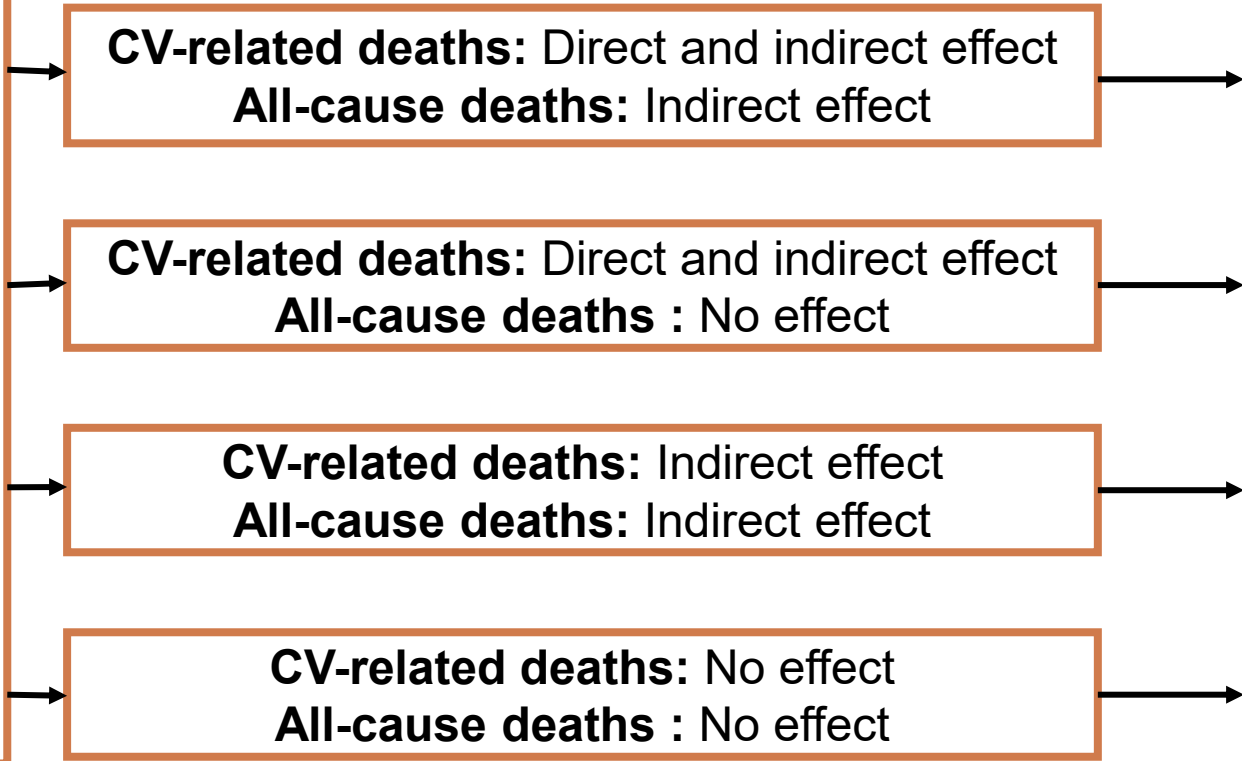 CV-related deaths: Direct and indirect effect
All-cause deaths: Indirect effect
CV-related deaths: Direct and indirect effect
All-cause deaths : No effect
CV-related deaths: Indirect effect
All-cause deaths: Indirect effect
CV-related deaths: No effect
All-cause deaths : No effect